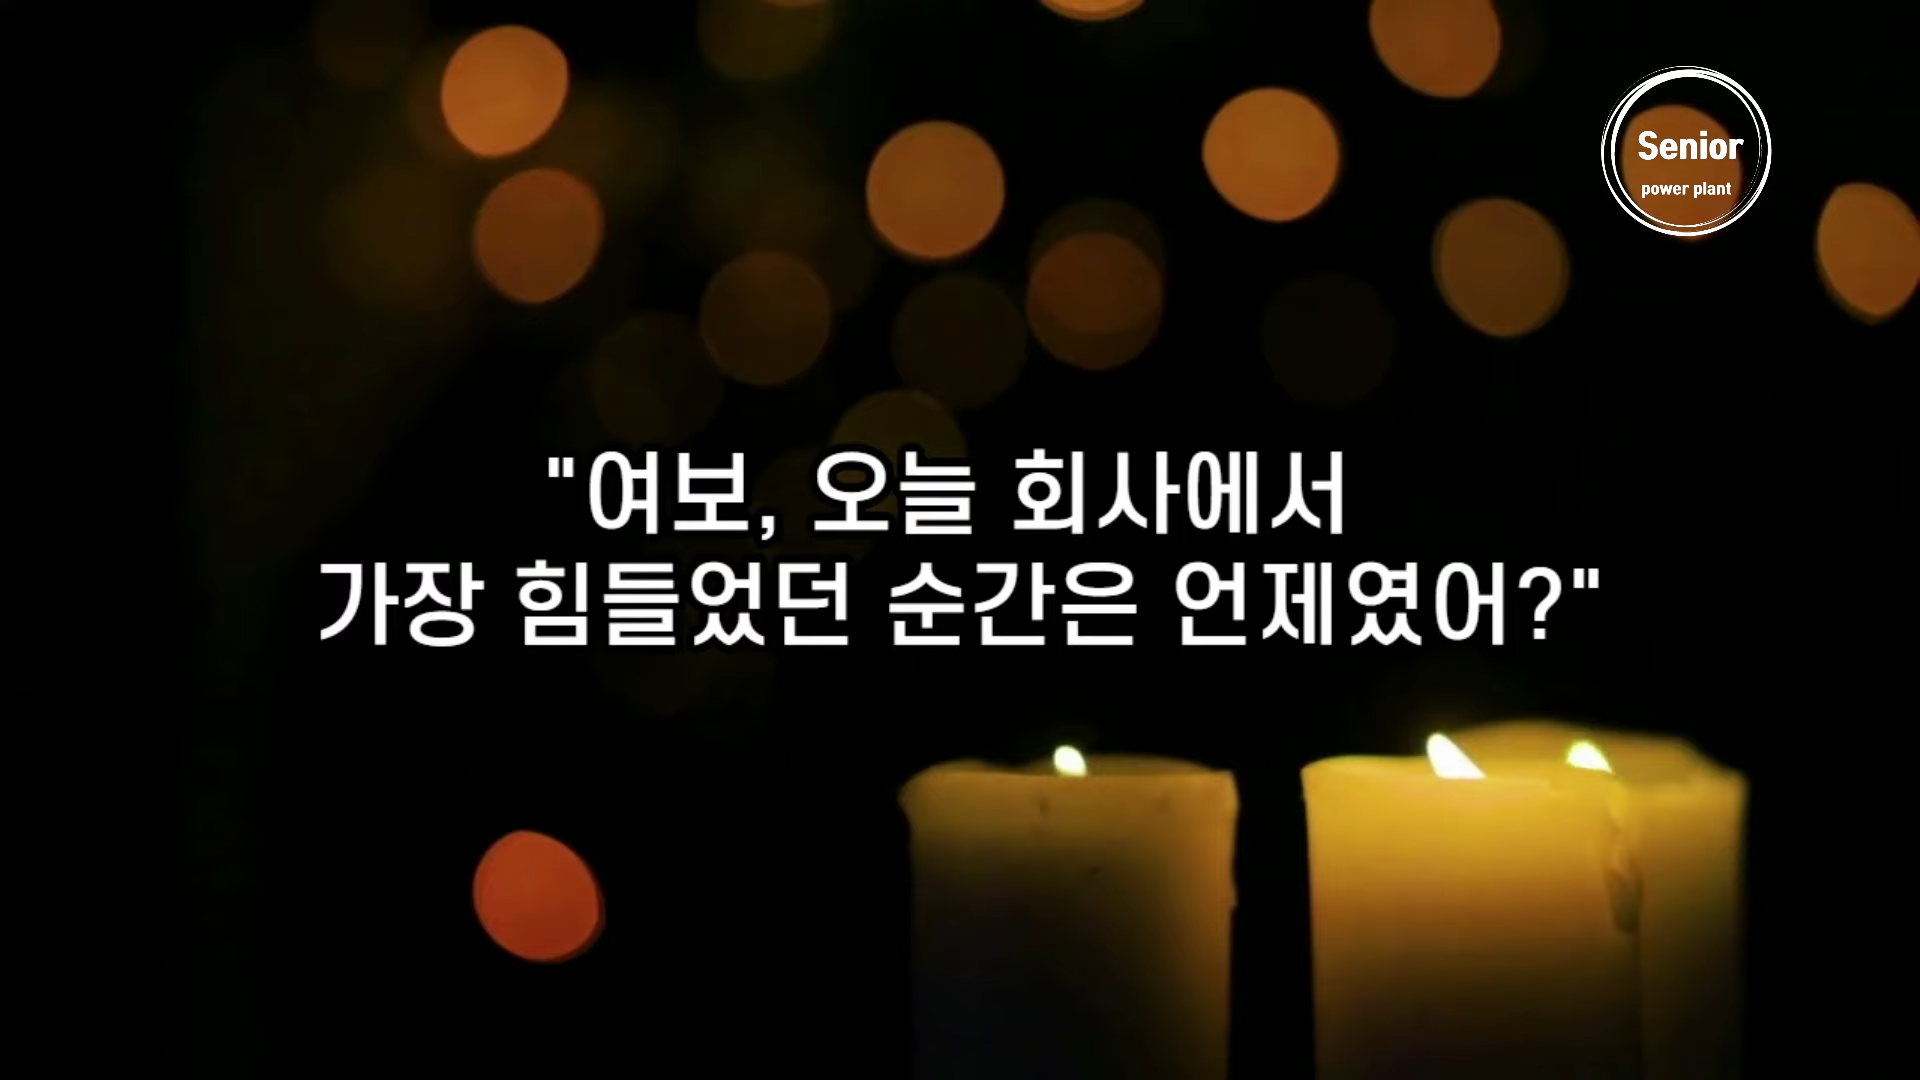 Senior
power plant
"여보, 오늘 회사에서
가장 힘들었던 순간은 언제였어?"